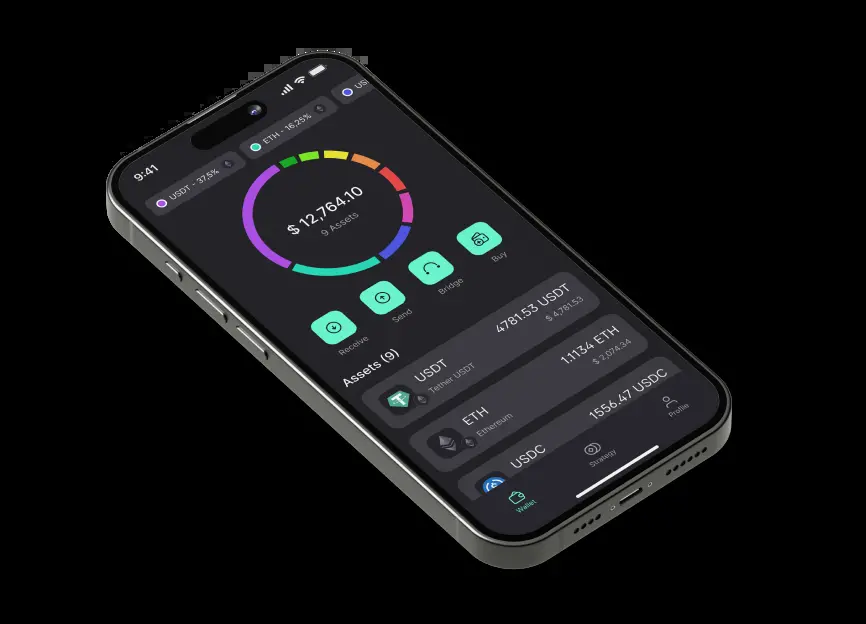 9:41
USDT - 37,5%
ETH - 16,25%
$ 12,764.10
9 Assets
Receive
Send
Bridge
Buy
Assets (9)
USDT
Tether USDT
4781.53 USDT
$ 4,781.53
ETH
Ethereum
1.1134 ETH
$ 2,074.34
USDC
1556.47 USDC
Wallet
Strategy
Profile